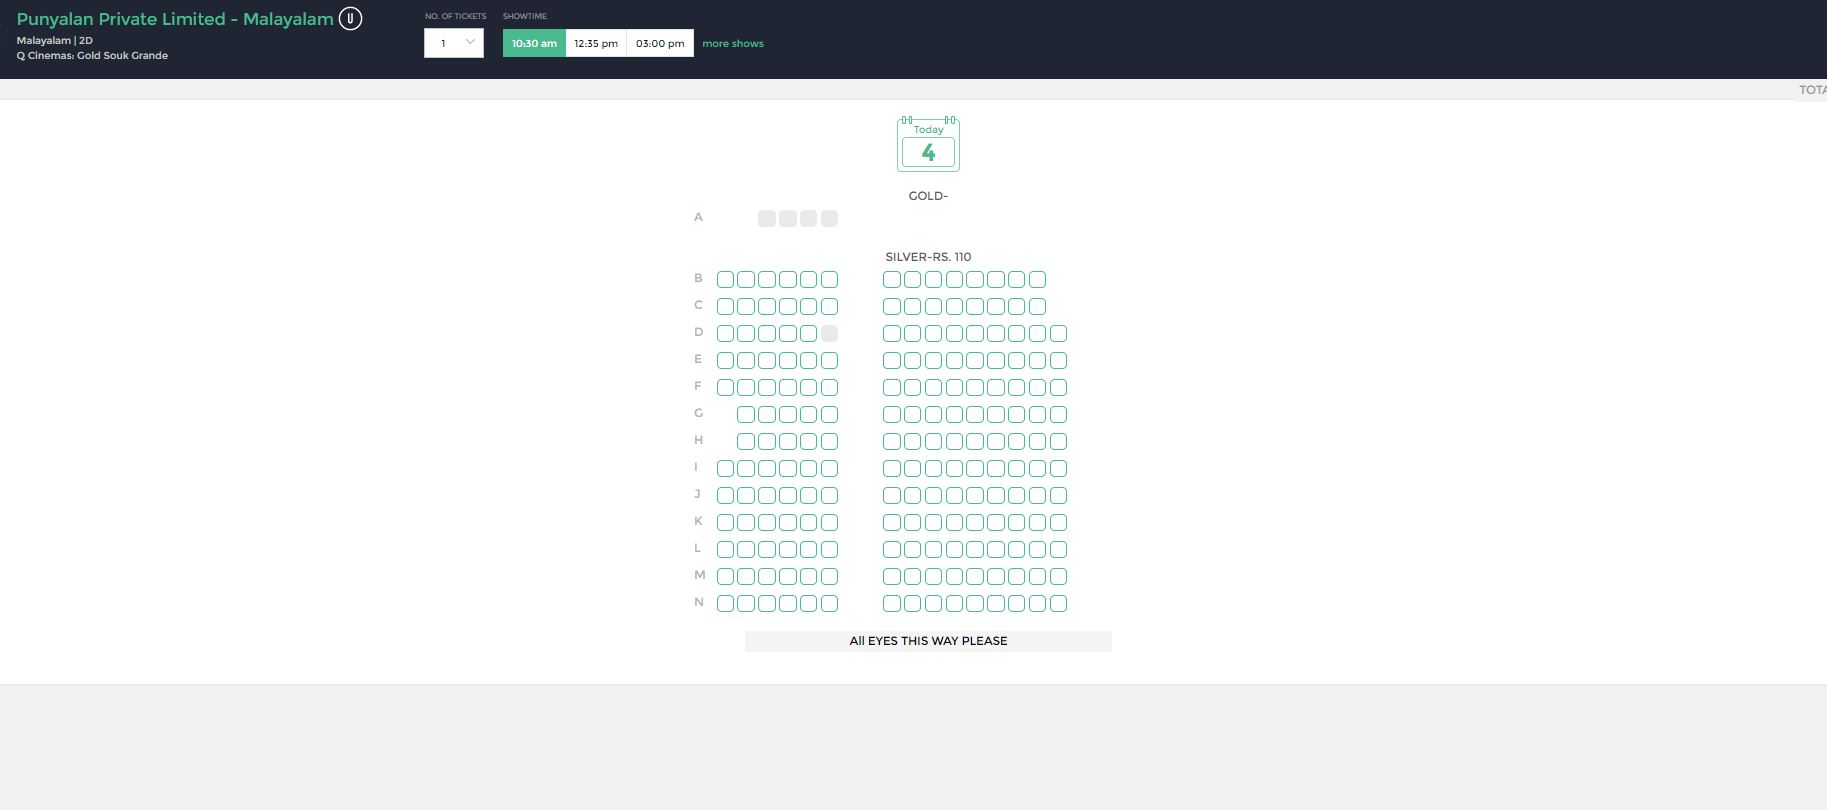 Punyalan Private Limited - Malayalam U
Malayalam | 2D
Q Cinemas: Gold Souk Grande
NO. OF TICKETS
1
SHOWTIME
10:30 am 12:35 pm 03:00 pm more shows
TOTA
Today
4
GOLD-
A
SILVER-RS. 110
B
C
D
E
F
G
H
I
J
K
L
M
N
All EYES THIS WAY PLEASE